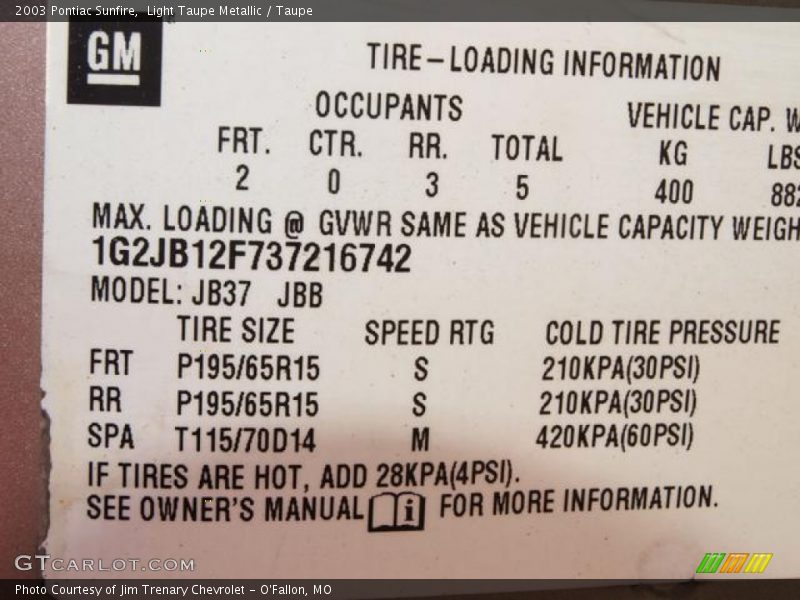 2003 Pontiac Sunfire, Light Taupe Metallic / Taupe
GM
TIRE-LOADING INFORMATION
OCCUPANTS VEHICLE CAP. W
FRT. CTR. RR. TOTAL KG LBS
2 0 3 5 400 882
MAX. LOADING @ GVWR SAME AS VEHICLE CAPACITY WEIGH
1G2JB12F737216742
MODEL: JB37 JBB
TIRE SIZE SPEED RTG COLD TIRE PRESSURE
FRT P195/65R15 S 210KPA(30PSI)
RR P195/65R15 S 210KPA(30PSI)
SPA T115/70D14 M 420KPA(60PSI)
IF TIRES ARE HOT, ADD 28KPA(4PSI).
SEE OWNER'S MANUAL i FOR MORE INFORMATION.
GTCARLOT.COM
Photo Courtesy of Jim Trenary Chevrolet - O'Fallon, MO